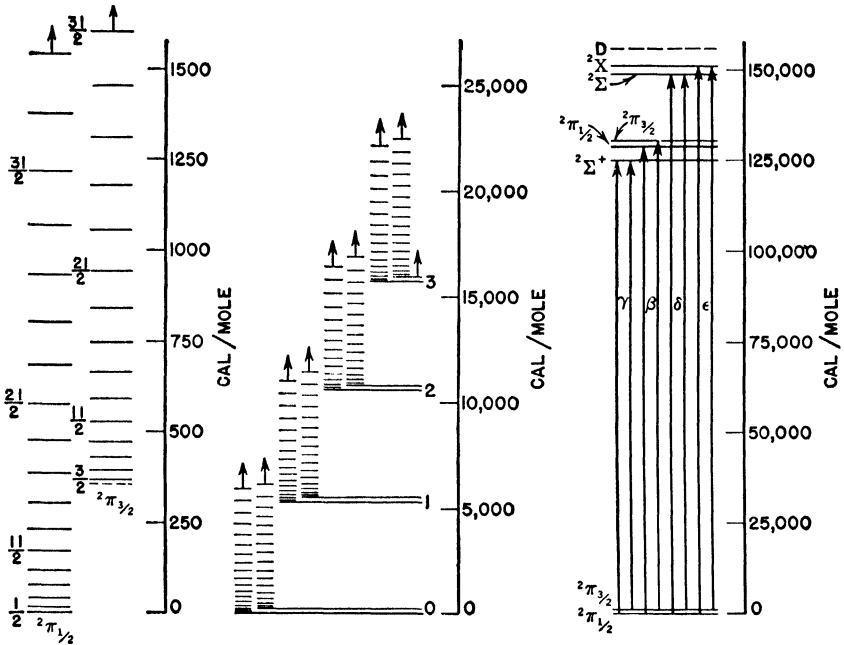 31/2
31/2
21/2
21/2
11/2
3/2
²π₃/₂
11/2
1/2
²π₁/₂
1500
1250
1000
750
500
250
0
CAL/MOLE
3
2
1
0
25,000
20,000
15,000
10,000
5,000
0
CAL/MOLE
D
²X
²Σ
²π₁/₂
²π₃/₂
²Σ⁺
γ
β
δ
ϵ
²π₃/₂
²π₁/₂
150,000
125,000
100,000
75,000
50,000
25,000
0
CAL/MOLE